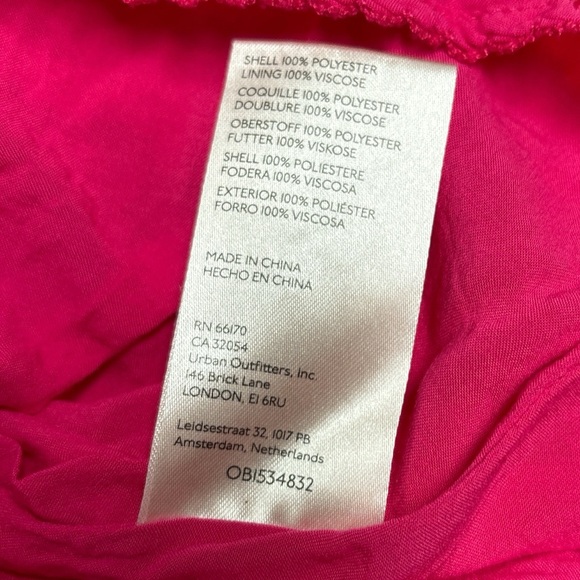 SHELL 100% POLYESTER
LINING 100% VISCOSE
COQUILLE 100% POLYESTER
DOUBLURE 100% VISCOSE
OBERSTOFF 100% POLYESTER
FUTTER 100% VISKOSE
SHELL 100% POLIESTERE
FODERA 100% VISCOSA
EXTERIOR 100% POLIÉSTER
FORRO 100% VISCOSA
MADE IN CHINA
HECHO EN CHINA
RN 66170
CA 32054
Urban Outfitters, Inc
146 Brick Lane
LONDON, E1 6RU
Leidsestraat 32, 1017 PB
Amsterdam, Netherlands
OB1534832